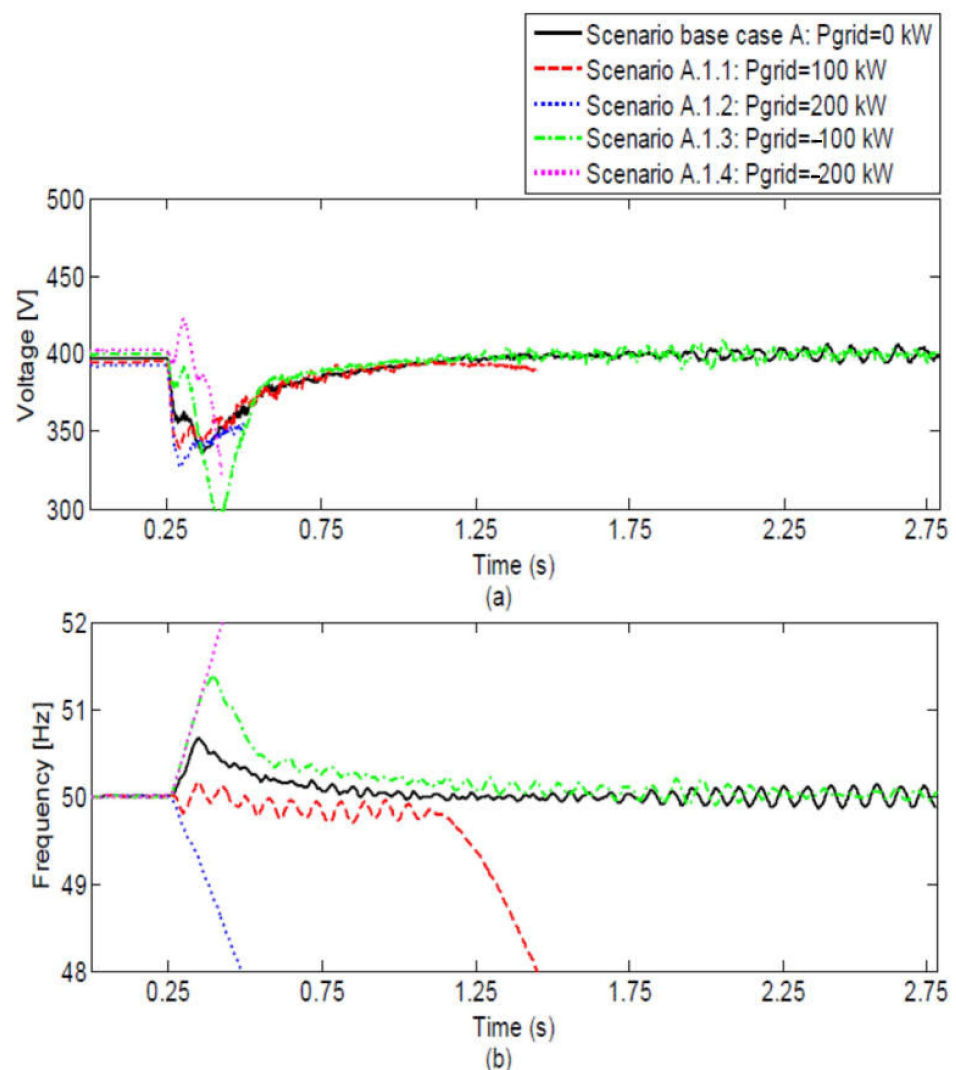 Scenario base case A: Pgrid=0 kW
Scenario A.1.1: Pgrid=100 kW
Scenario A.1.2: Pgrid=200 kW
Scenario A.1.3: Pgrid=–100 kW
Scenario A.1.4: Pgrid=–200 kW
500
450
400
350
300
Voltage [V]
0.25 0.75 1.25 1.75 2.25 2.75
Time (s)
(a)
52
51
50
49
48
Frequency [Hz]
0.25 0.75 1.25 1.75 2.25 2.75
Time (s)
(b)